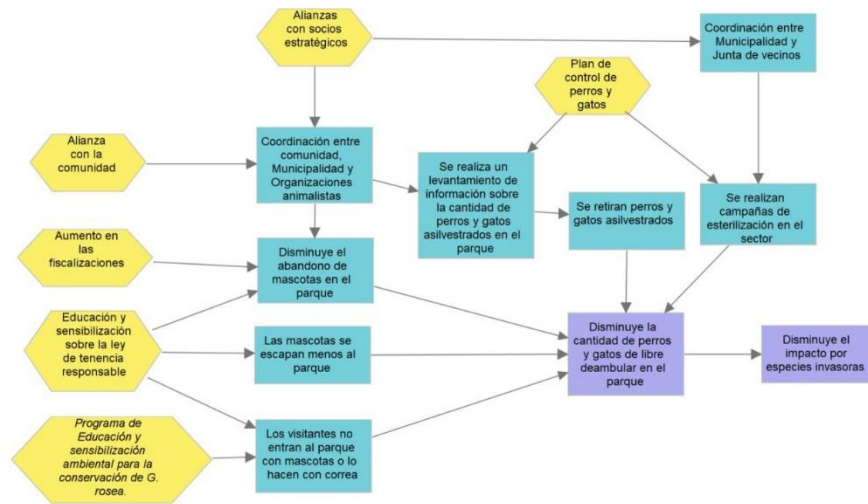 Alianzas
con socios
estratégicos
Coordinación entre
Municipalidad y
Junta de vecinos
Plan de
control de
perros y
gatos
Alianza
con la
comunidad
Coordinación entre
comunidad,
Municipalidad y
Organizaciones
animalistas
Se realiza un
levantamiento de
información sobre
la cantidad de
perros y gatos
asilvestrados en el
parque
Se retiran perros y
gatos asilvestrados
Se realizan
campañas de
esterilización en el
sector
Aumento en
las
fiscalizaciones
Disminuye el
abandono de
mascotas en el
parque
Educación y
sensibilización
sobre la ley
de tenencia
responsable
Las mascotas se
escapan menos al
parque
Disminuye la
cantidad de perros
y gatos de libre
deambular en el
parque
Disminuye el
impacto por
especies invasoras
Programa de
Educación y
sensibilización
ambiental para la
conservación de G.
rosea.
Los visitantes no
entran al parque
con mascotas o lo
hacen con correa